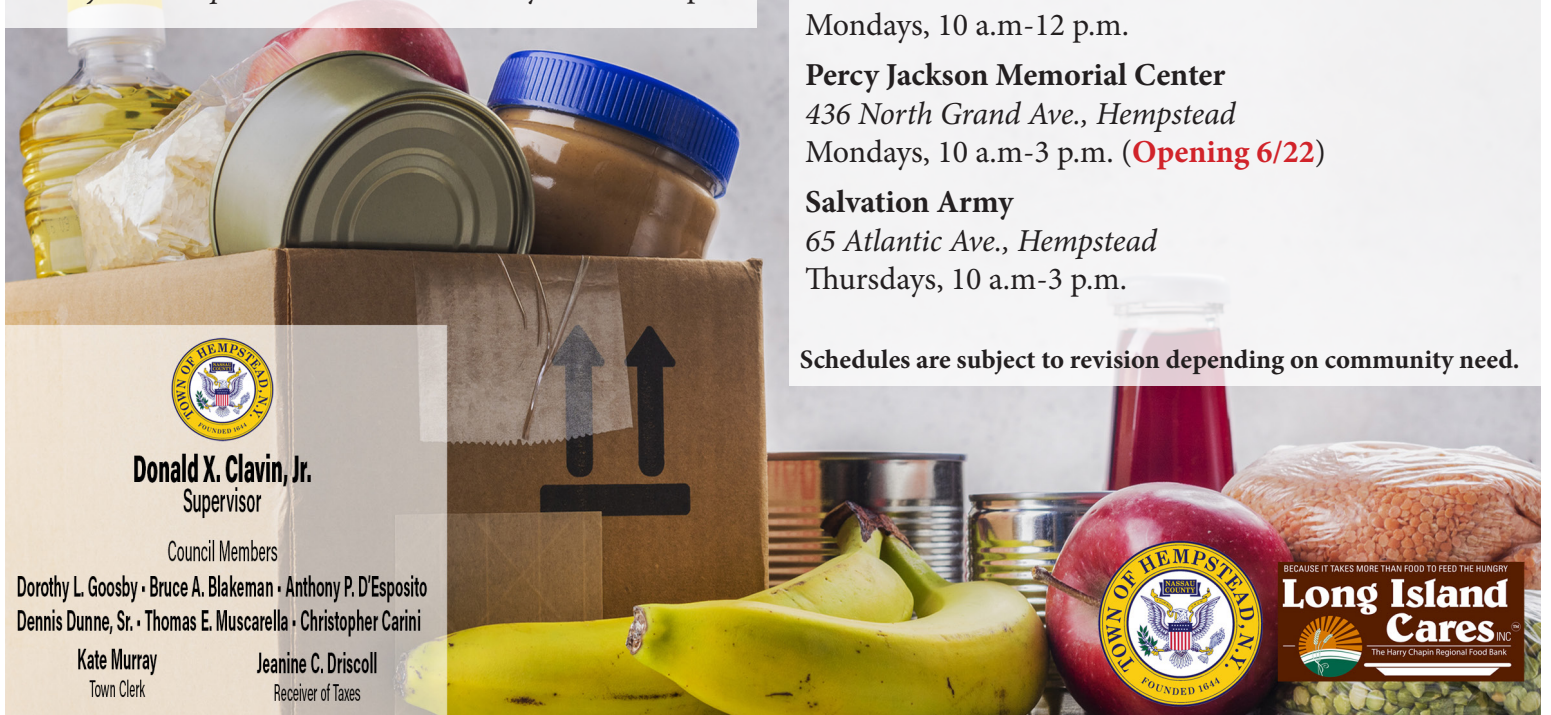 Mondays, 10 a.m-12 p.m.
Percy Jackson Memorial Center
436 North Grand Ave., Hempstead
Mondays, 10 a.m-3 p.m. (Opening 6/22)
Salvation Army
65 Atlantic Ave., Hempstead
Thursdays, 10 a.m-3 p.m.
Schedules are subject to revision depending on community need.
TOWN OF HEMPSTEAD, N.Y.
NASSAU COUNTY
FOUNDED 1644
Donald X. Clavin, Jr.
Supervisor
Council Members
Dorothy L. Goosby • Bruce A. Blakeman • Anthony P. D'Esposito
Dennis Dunne, Sr. • Thomas E. Muscarella • Christopher Carini
Kate Murray
Town Clerk
Jeanine C. Driscoll
Receiver of Taxes
TOWN OF HEMPSTEAD, N.Y.
NASSAU
COUNTY
FOUNDED 1644
BECAUSE IT TAKES MORE THAN FOOD TO FEED THE HUNGRY
Long Island
Cares INC™
The Harry Chapin Regional Food Bank